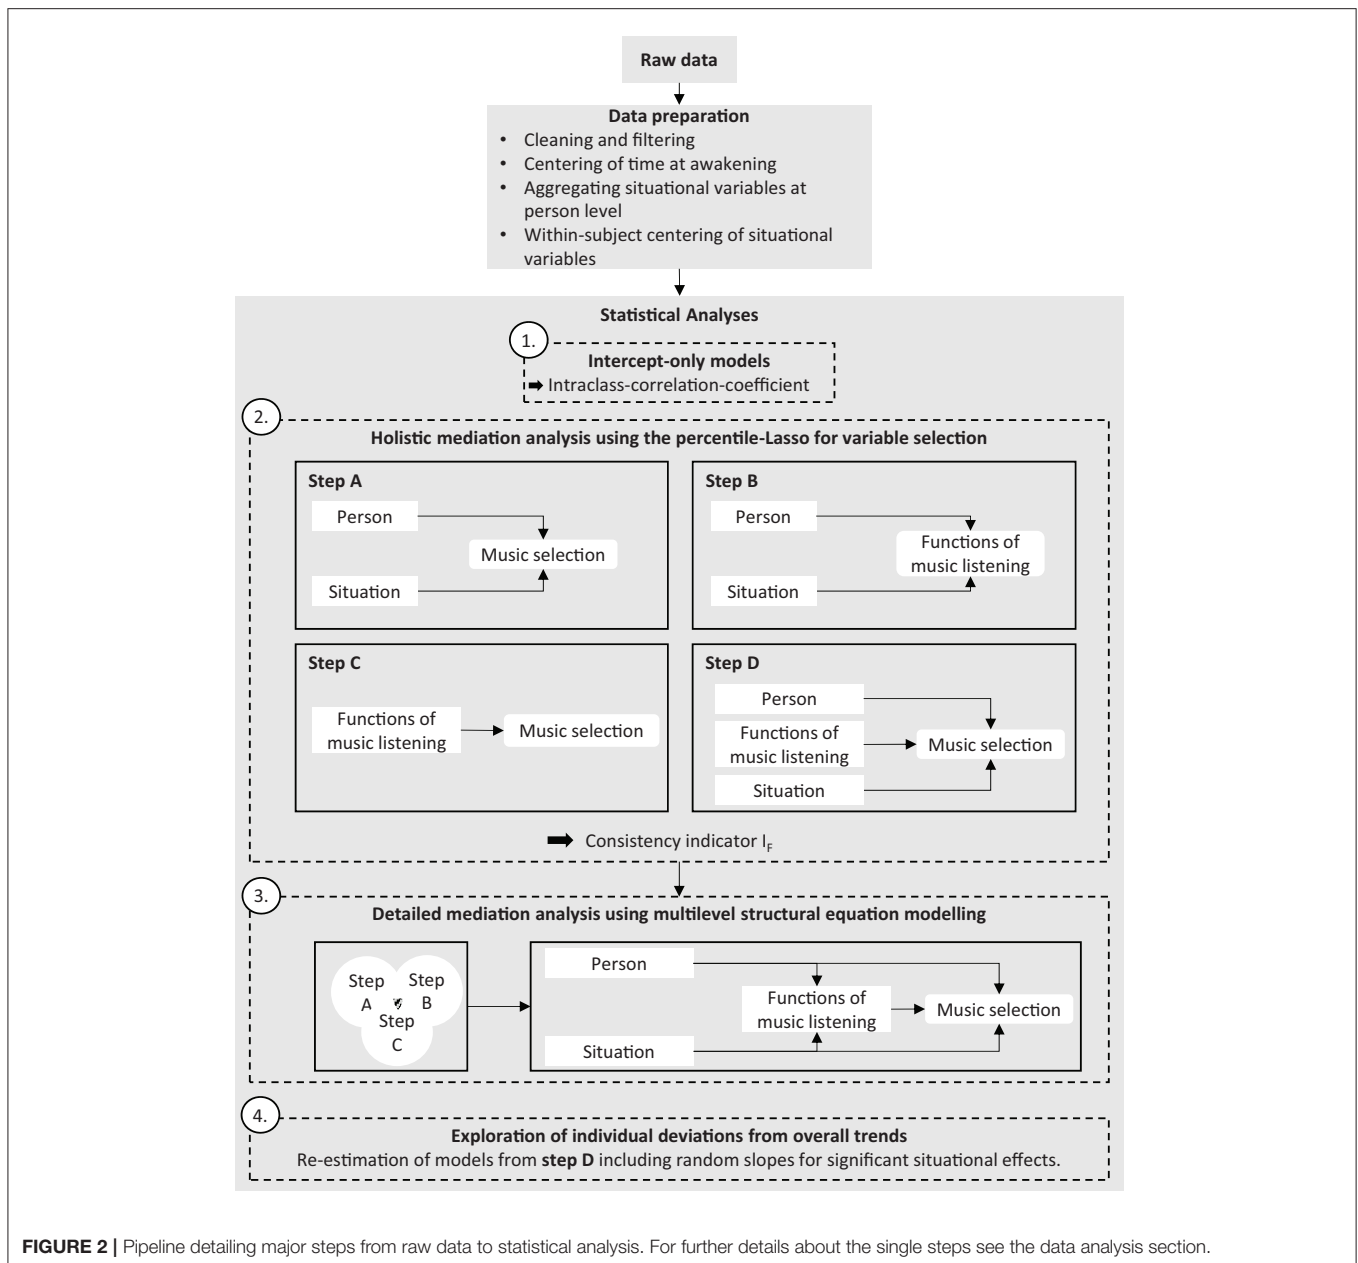 Raw data
Data preparation
• Cleaning and filtering
• Centering of time at awakening
• Aggregating situational variables at
person level
• Within-subject centering of situational
variables
Statistical Analyses
1.
Intercept-only models
➡ Intraclass-correlation-coefficient
2.
Holistic mediation analysis using the percentile-Lasso for variable selection
Step A
Person
Music selection
Situation
Step B
Person
Functions of
music listening
Situation
Step C
Functions of
music listening
Music selection
Step D
Person
Functions of
music listening
Music selection
Situation
➡ Consistency indicator I_F
3.
Detailed mediation analysis using multilevel structural equation modelling
Step
A
Step
B
Step
C
Person
Functions of
music listening
Music selection
Situation
4.
Exploration of individual deviations from overall trends
Re-estimation of models from step D including random slopes for significant situational effects.
FIGURE 2 | Pipeline detailing major steps from raw data to statistical analysis. For further details about the single steps see the data analysis section.